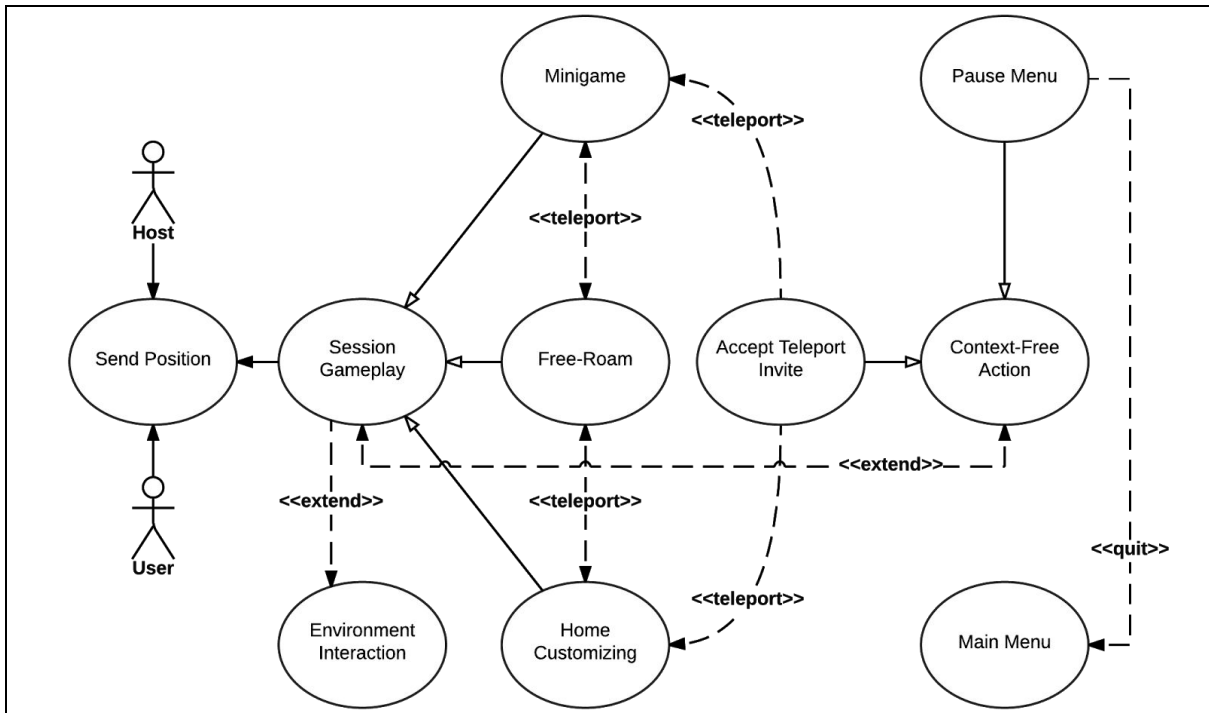 Minigame
Pause Menu
<<teleport>>
Host
<<teleport>>
Send Position
Session
Gameplay
Free-Roam
Accept Teleport
Invite
Context-Free
Action
<<extend>>
<<extend>>
<<teleport>>
User
<<quit>>
<<teleport>>
Environment
Interaction
Home
Customizing
Main Menu